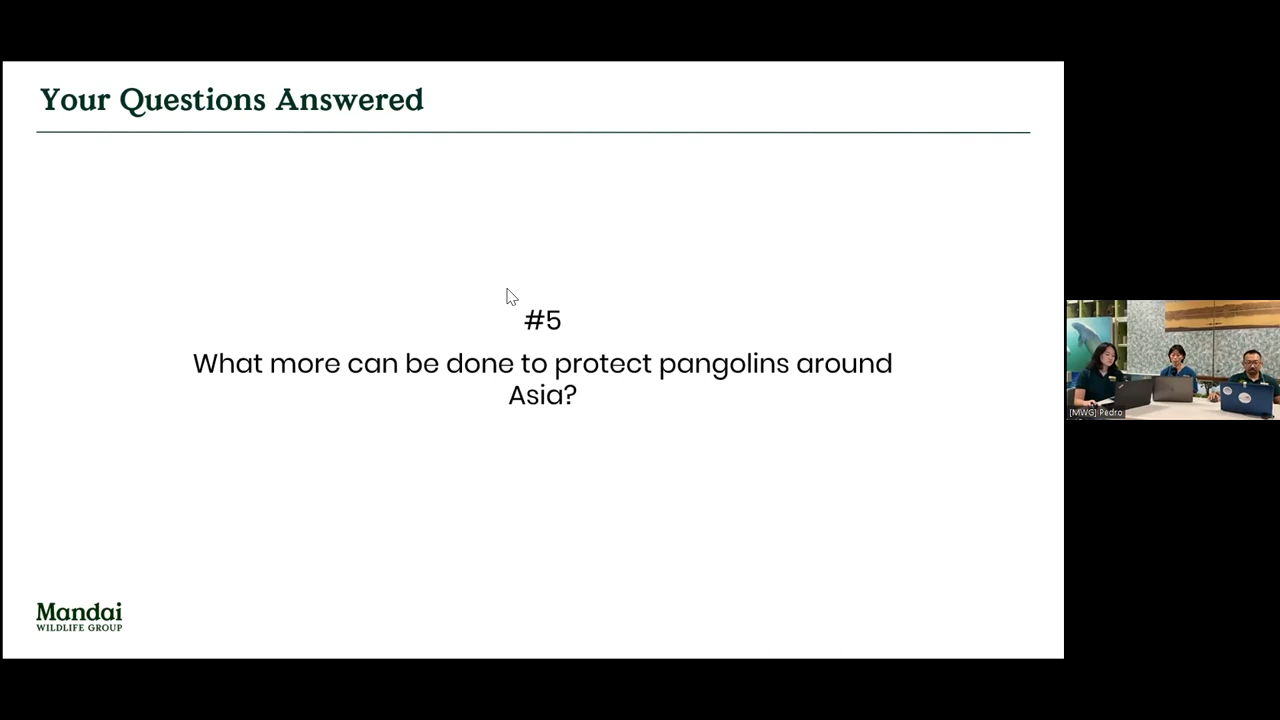 Your Questions Answered
#5
What more can be done to protect pangolins around
Asia?
[MWG] Pedro
Mandai
WILDLIFE GROUP